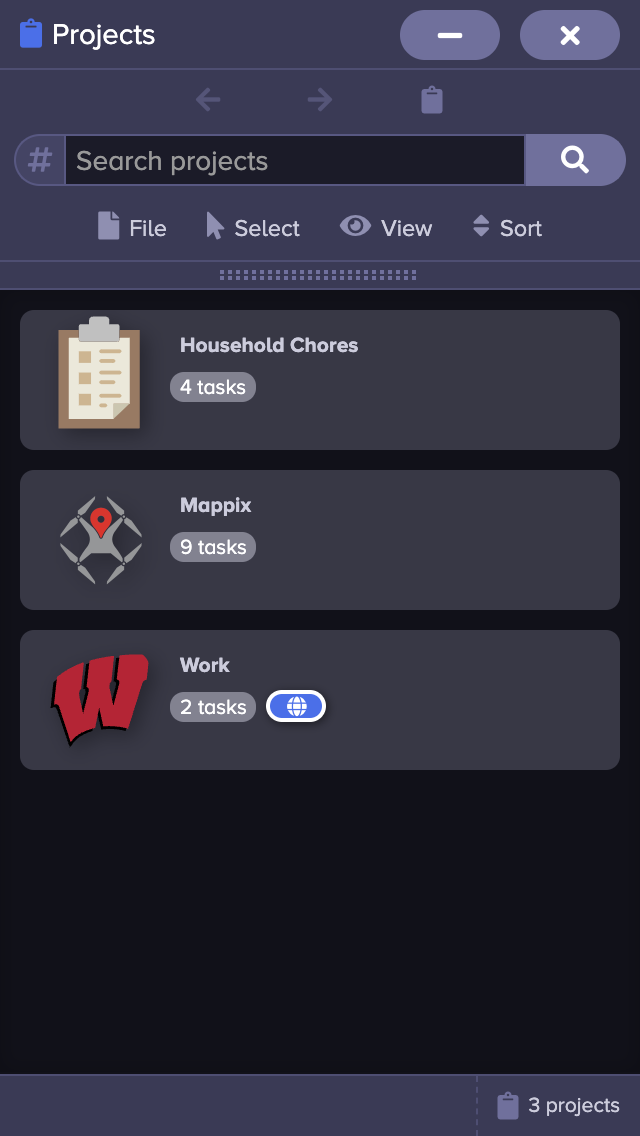 Projects
#
Search projects
File Select View Sort
Household Chores
4 tasks
Mappix
9 tasks
W
Work
2 tasks
3 projects